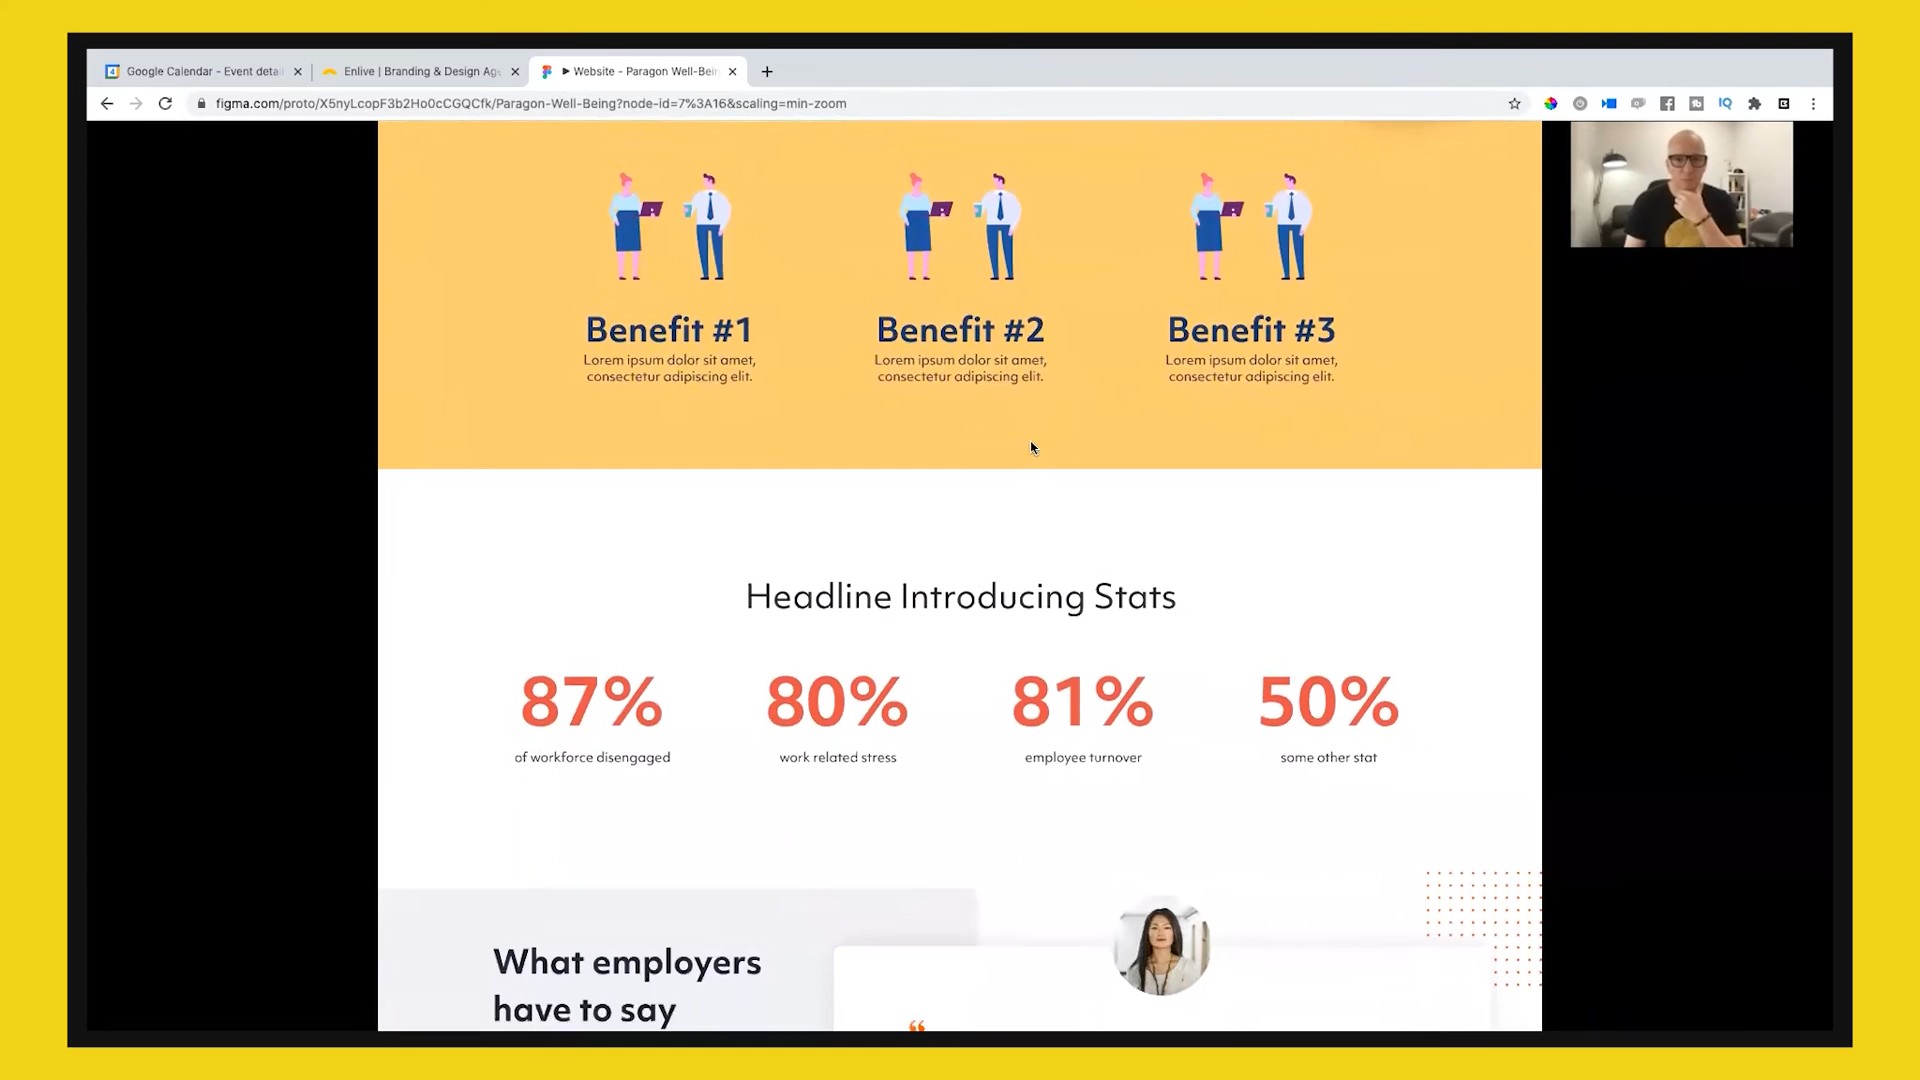 Google Calendar - Event detai
Enlive | Branding & Design Age
Website - Paragon Well-Bein
figma.com/proto/X5nyLcopF3b2Ho0cCGQCfk/Paragon-Well-Being?node-id=7%3A16&scaling=min-zoom
IQ
Benefit #1
Lorem ipsum dolor sit amet,
consectetur adipiscing elit.
Benefit #2
Lorem ipsum dolor sit amet,
consectetur adipiscing elit.
Benefit #3
Lorem ipsum dolor sit amet,
consectetur adipiscing elit.
Headline Introducing Stats
87%
of workforce disengaged
80%
work related stress
81%
employee turnover
50%
some other stat
What employers
have to say
“